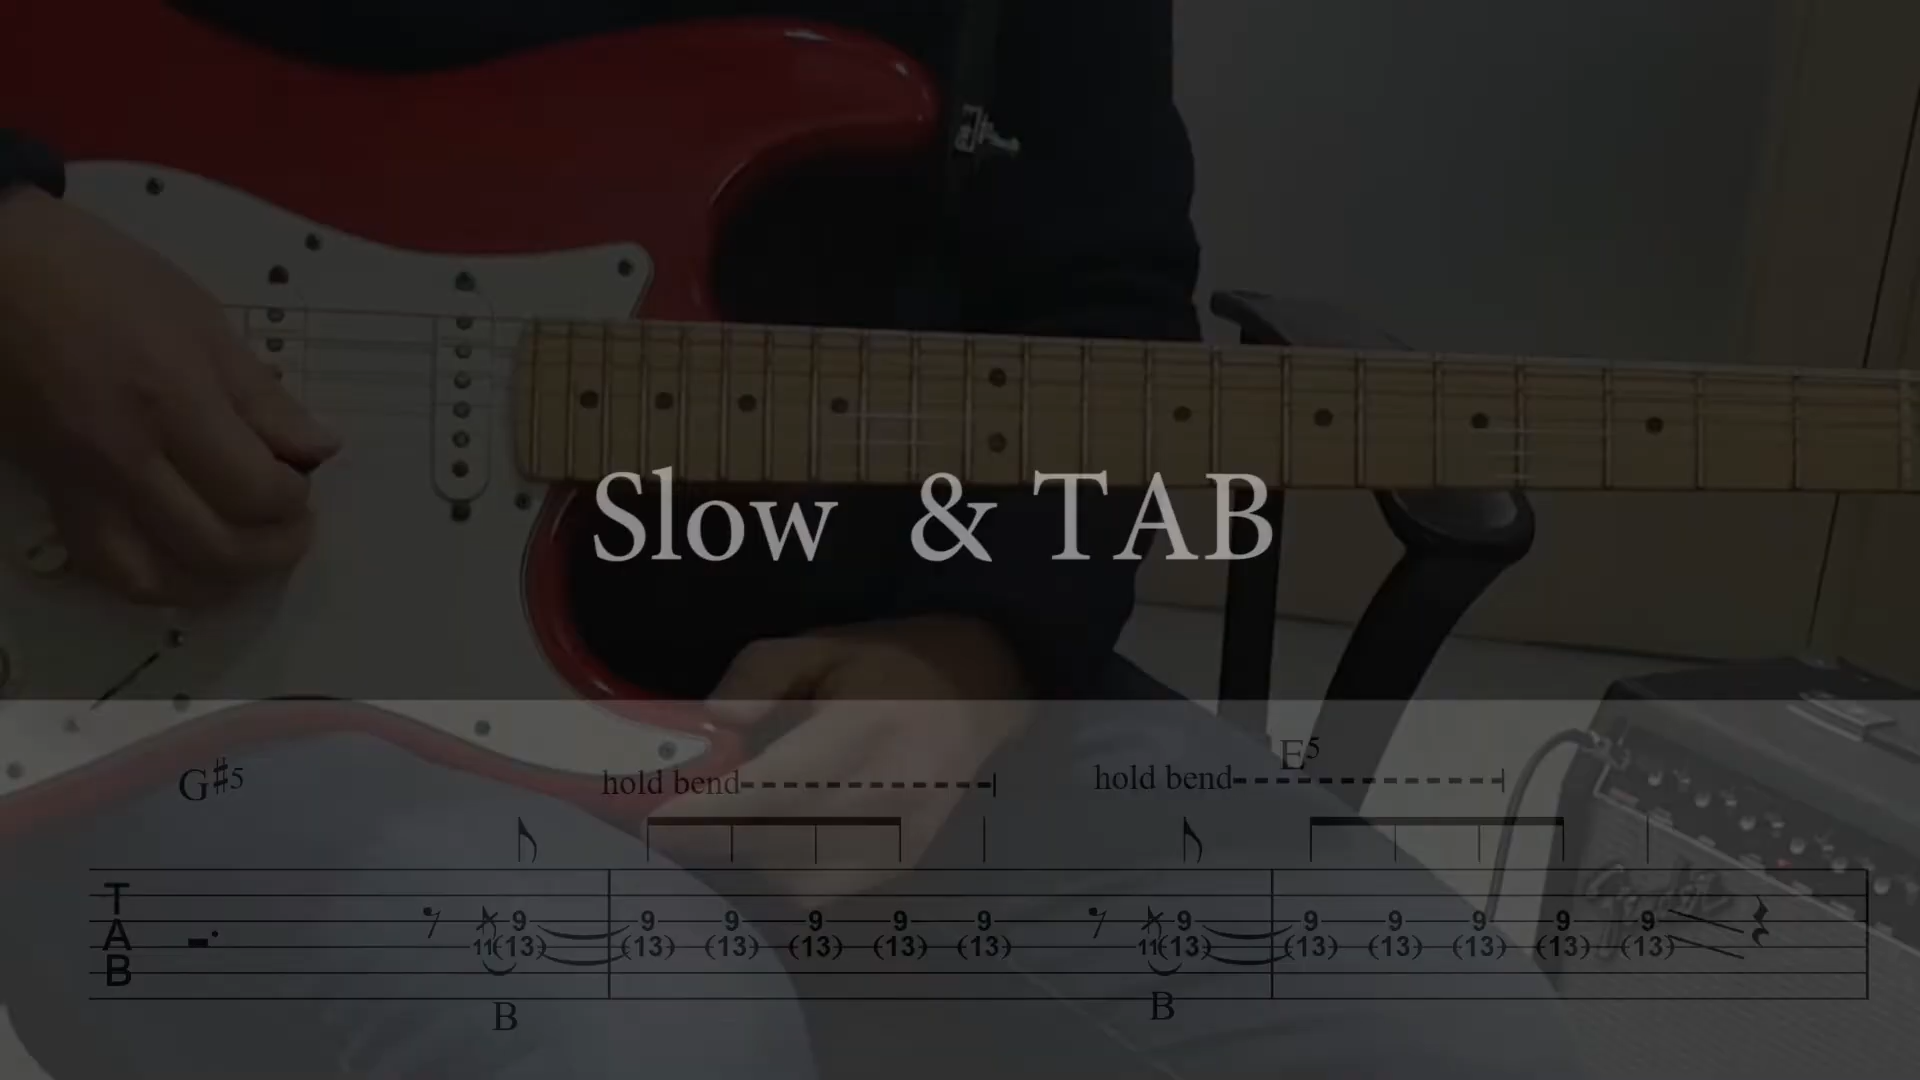 Slow & TAB
G♯5
hold bend
hold bend
E5
T
A
B
9 9 9 9 9 9 9 9 9 9 9 9
11(13) (13) (13) (13) (13) (13) 11(13) (13) (13) (13) (13) (13)
B
B